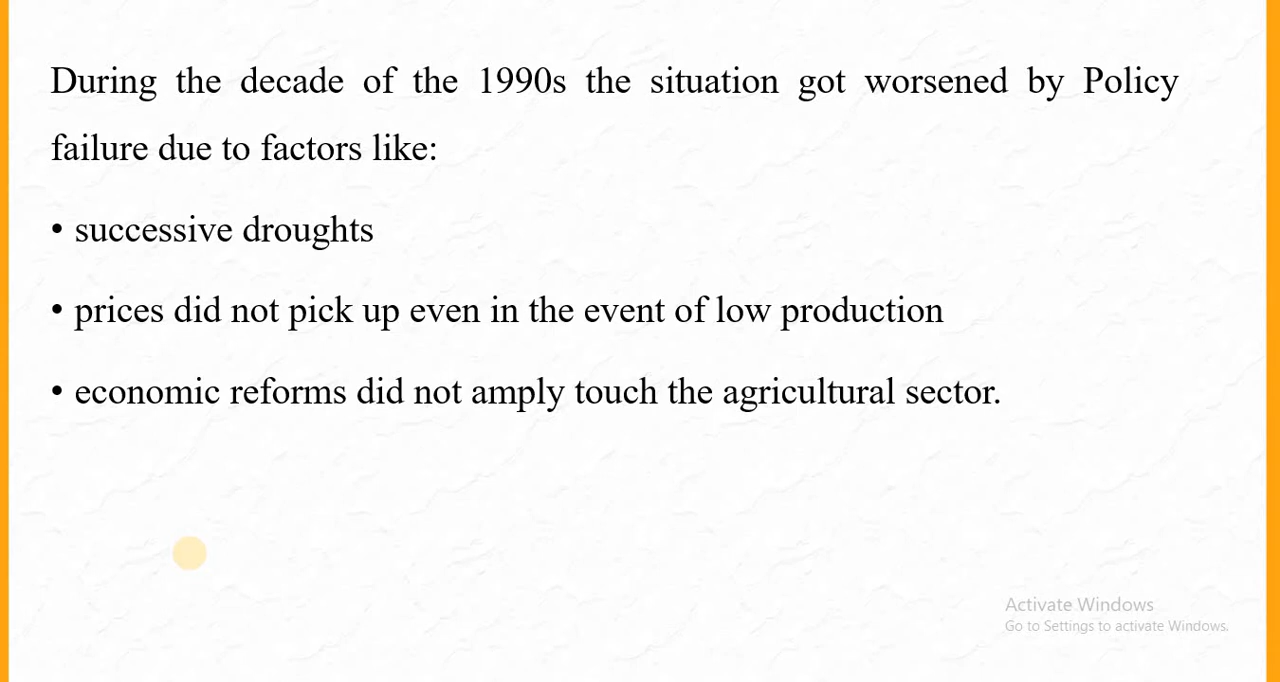 During the decade of the 1990s the situation got worsened by Policy
failure due to factors like:
• successive droughts
• prices did not pick up even in the event of low production
• economic reforms did not amply touch the agricultural sector.
Activate Windows
Go to Settings to activate Windows.